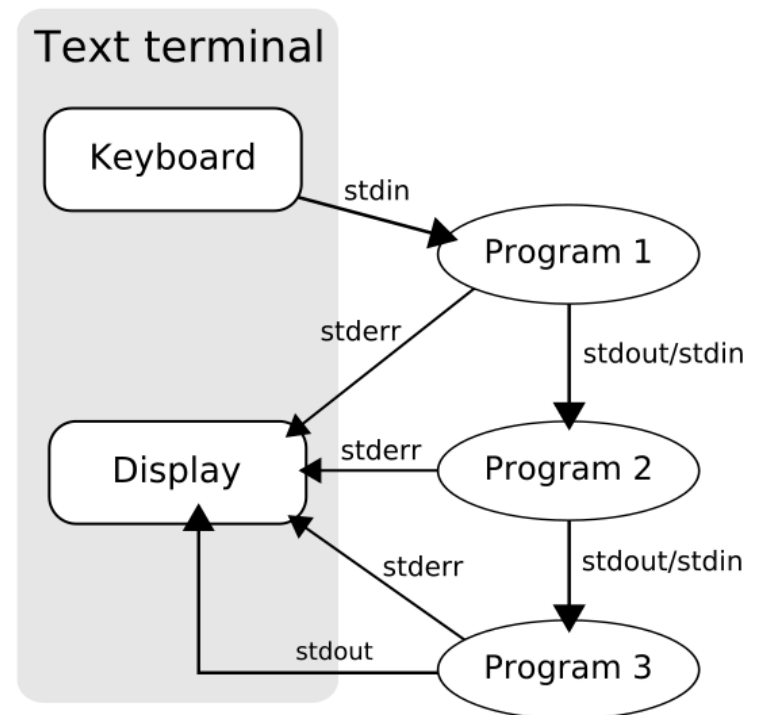 Text terminal
Keyboard
stdin
Program 1
stderr
stdout/stdin
stderr
Display
Program 2
stderr
stdout/stdin
stdout
Program 3